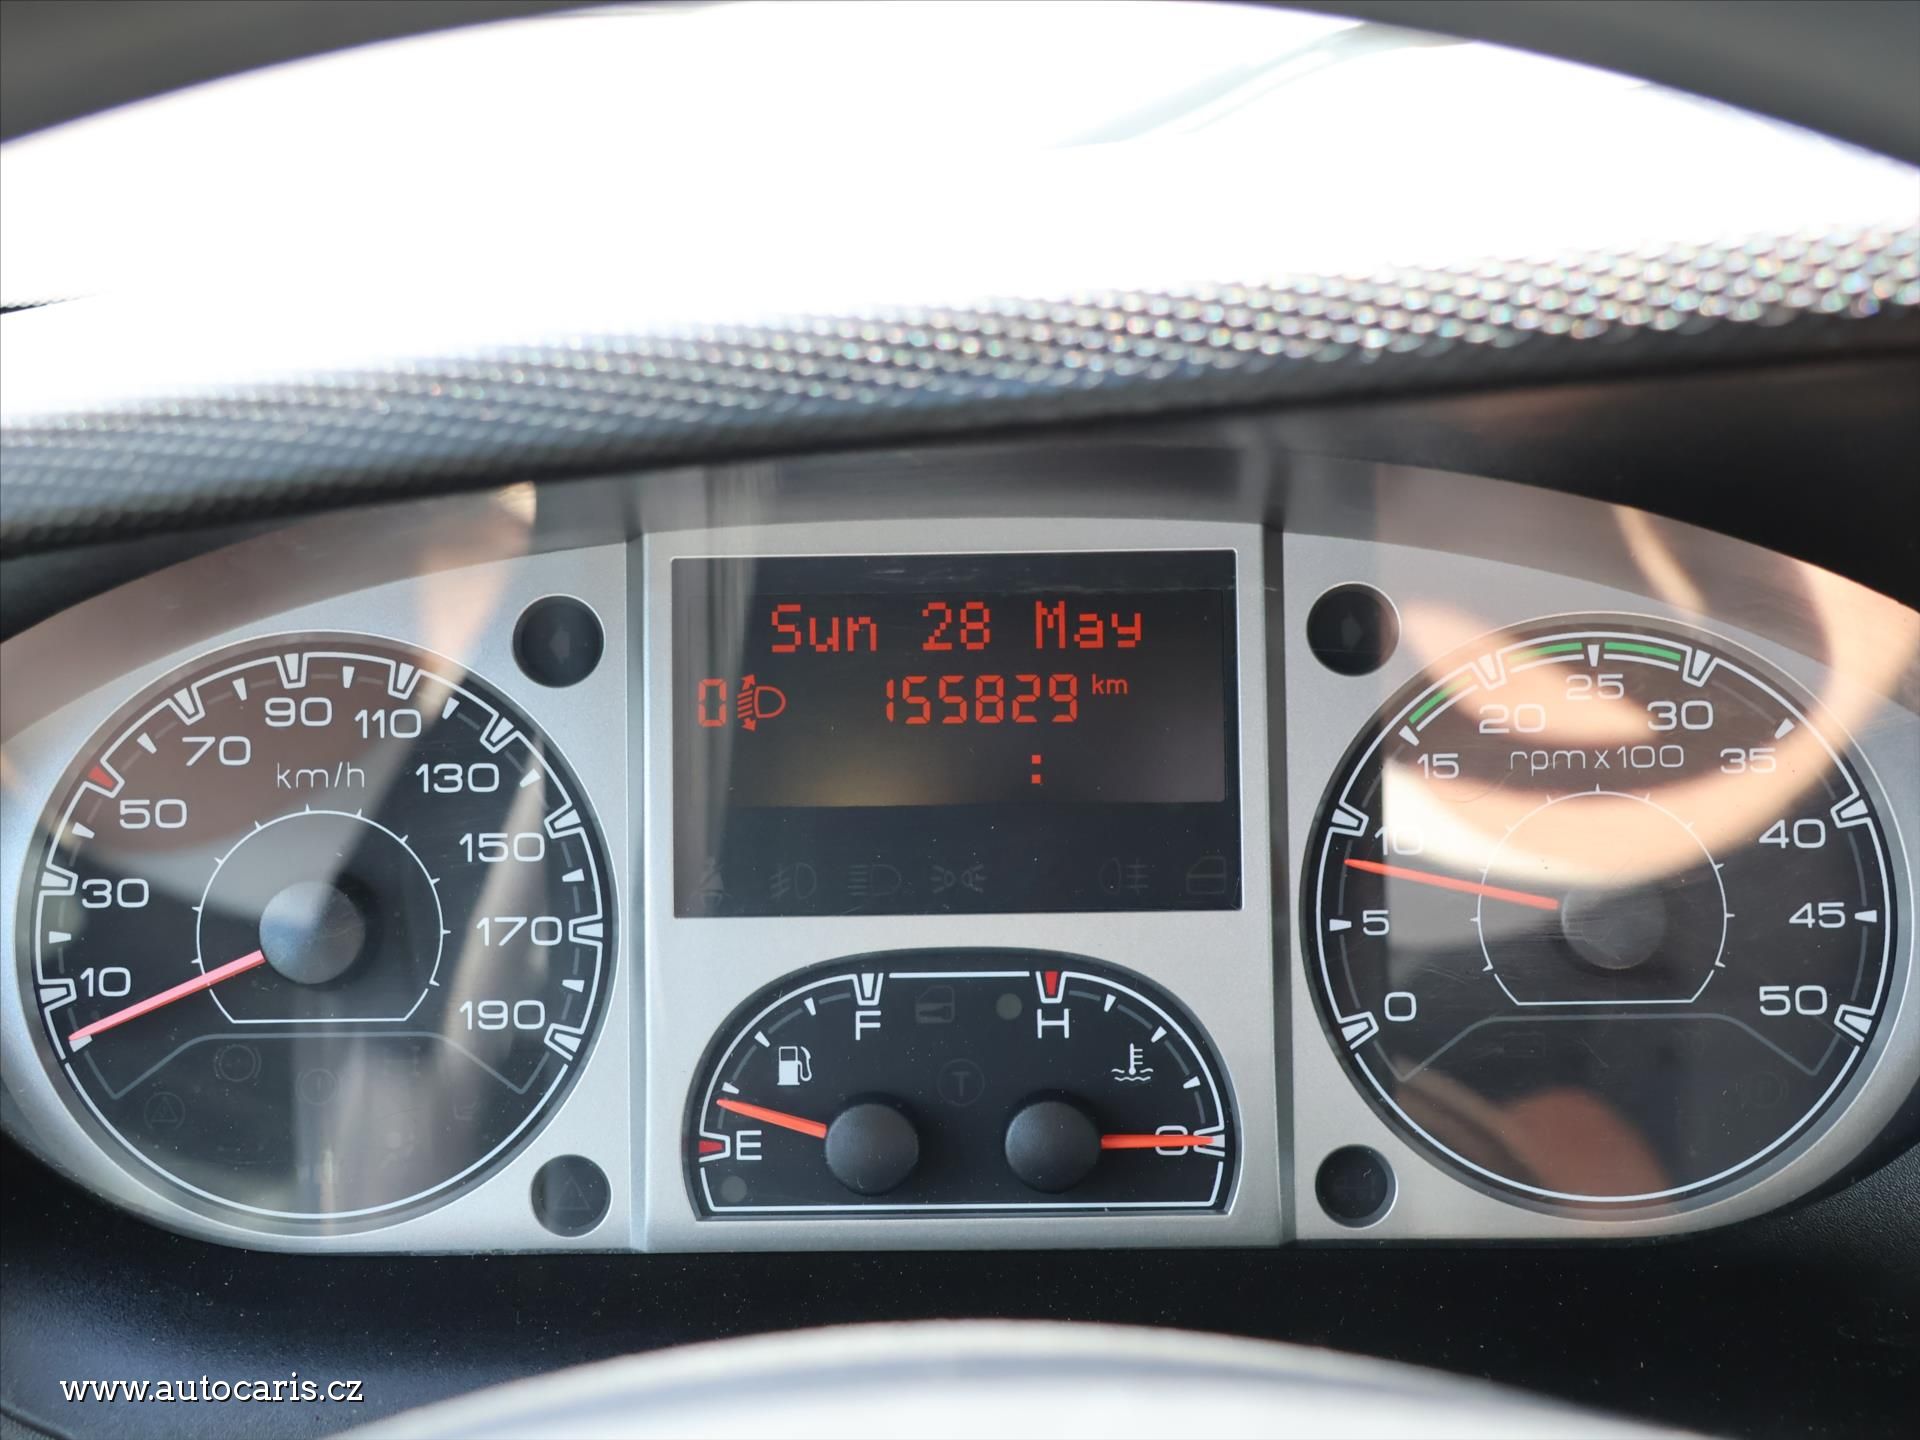 Sun 28 May
0 155829 km
:
10 30 50 70 90 110 130 150 170 190
km/h
0 5 10 15 20 25 30 35 40 45 50
rpm x 100
F H
T
E C
www.autocaris.cz